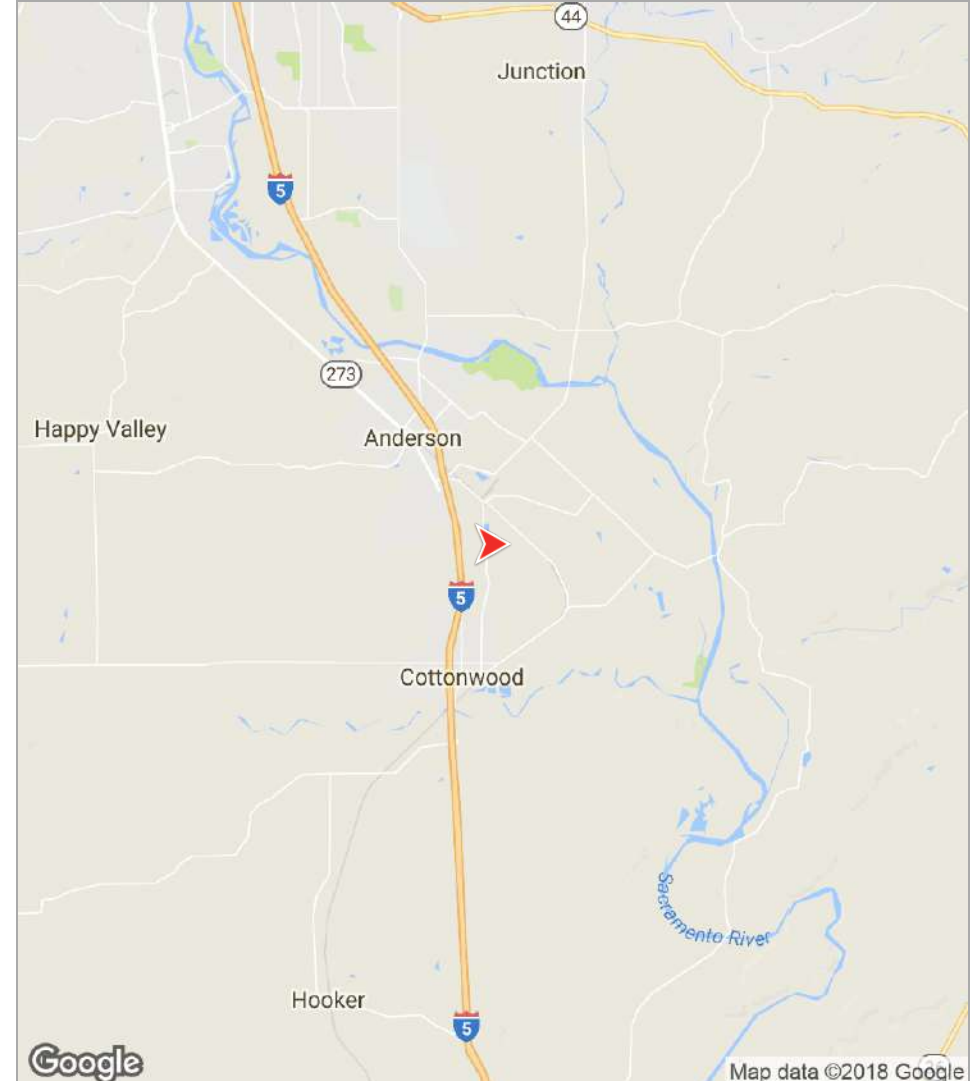 44
Junction
5
273
Happy Valley
Anderson
5
Cottonwood
Sacramento River
Hooker
5
Google
Map data ©2018 Google